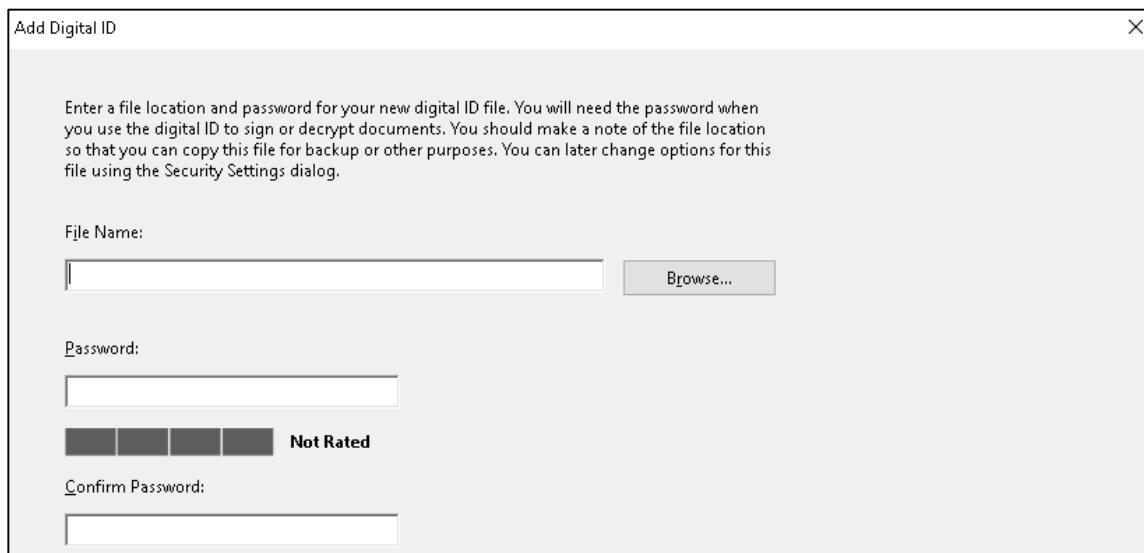 Add Digital ID
Enter a file location and password for your new digital ID file. You will need the password when
you use the digital ID to sign or decrypt documents. You should make a note of the file location
so that you can copy this file for backup or other purposes. You can later change options for this
file using the Security Settings dialog.
File Name:
Browse...
Password:
Not Rated
Confirm Password: